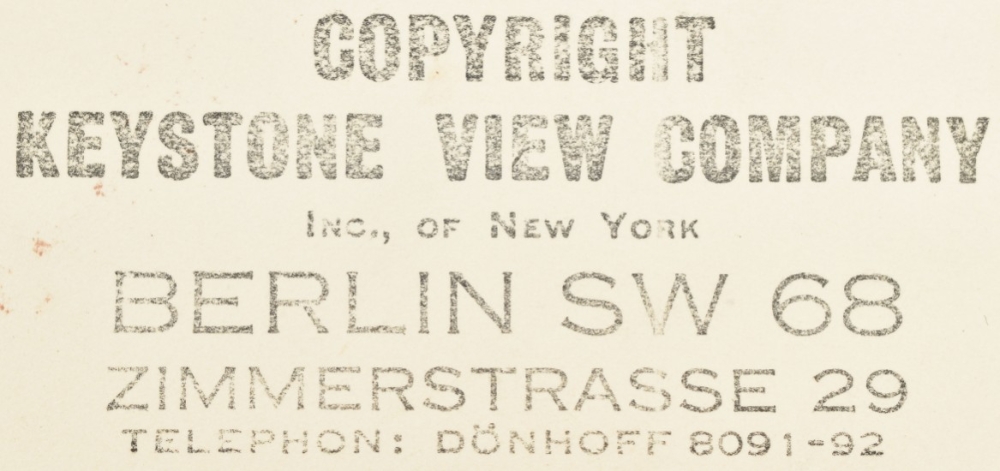 COPYRIGHT
KEYSTONE VIEW COMPANY
INC., OF NEW YORK
BERLIN SW 68
ZIMMERSTRASSE 29
TELEPHON: DÖNHOFF 8091-92